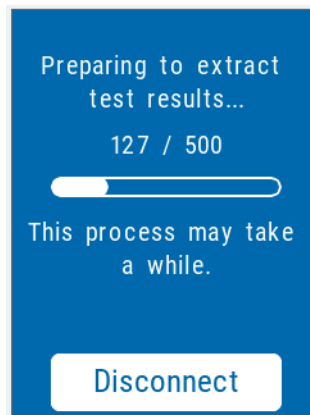 Preparing to extract
test results...
127 / 500
This process may take
a while.
Disconnect